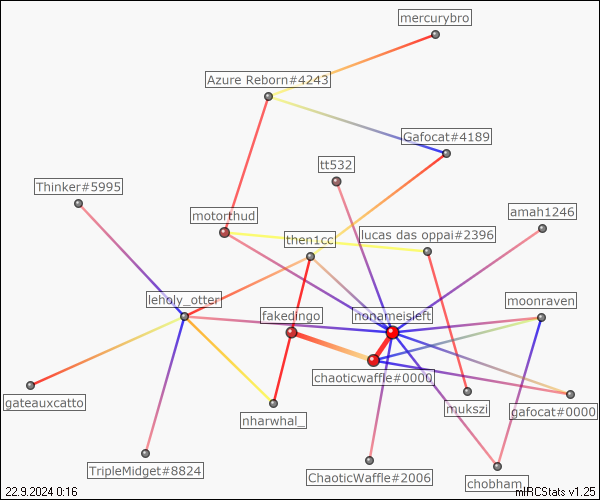 mercurybro
Azure Reborn#4243
Gafocat#4189
tt532
Thinker#5995
amah1246
motorthud
lucas das oppai#2396
then1cc
leholy_otter
moonraven
fakedingo
nonameisleft
chaoticwaffle#0000
gateauxcatto
mukszi
gafocat#0000
nharwhal_
TripleMidget#8824
ChaoticWaffle#2006
chobham_
22.9.2024 0:16
mIRCStats v1.25